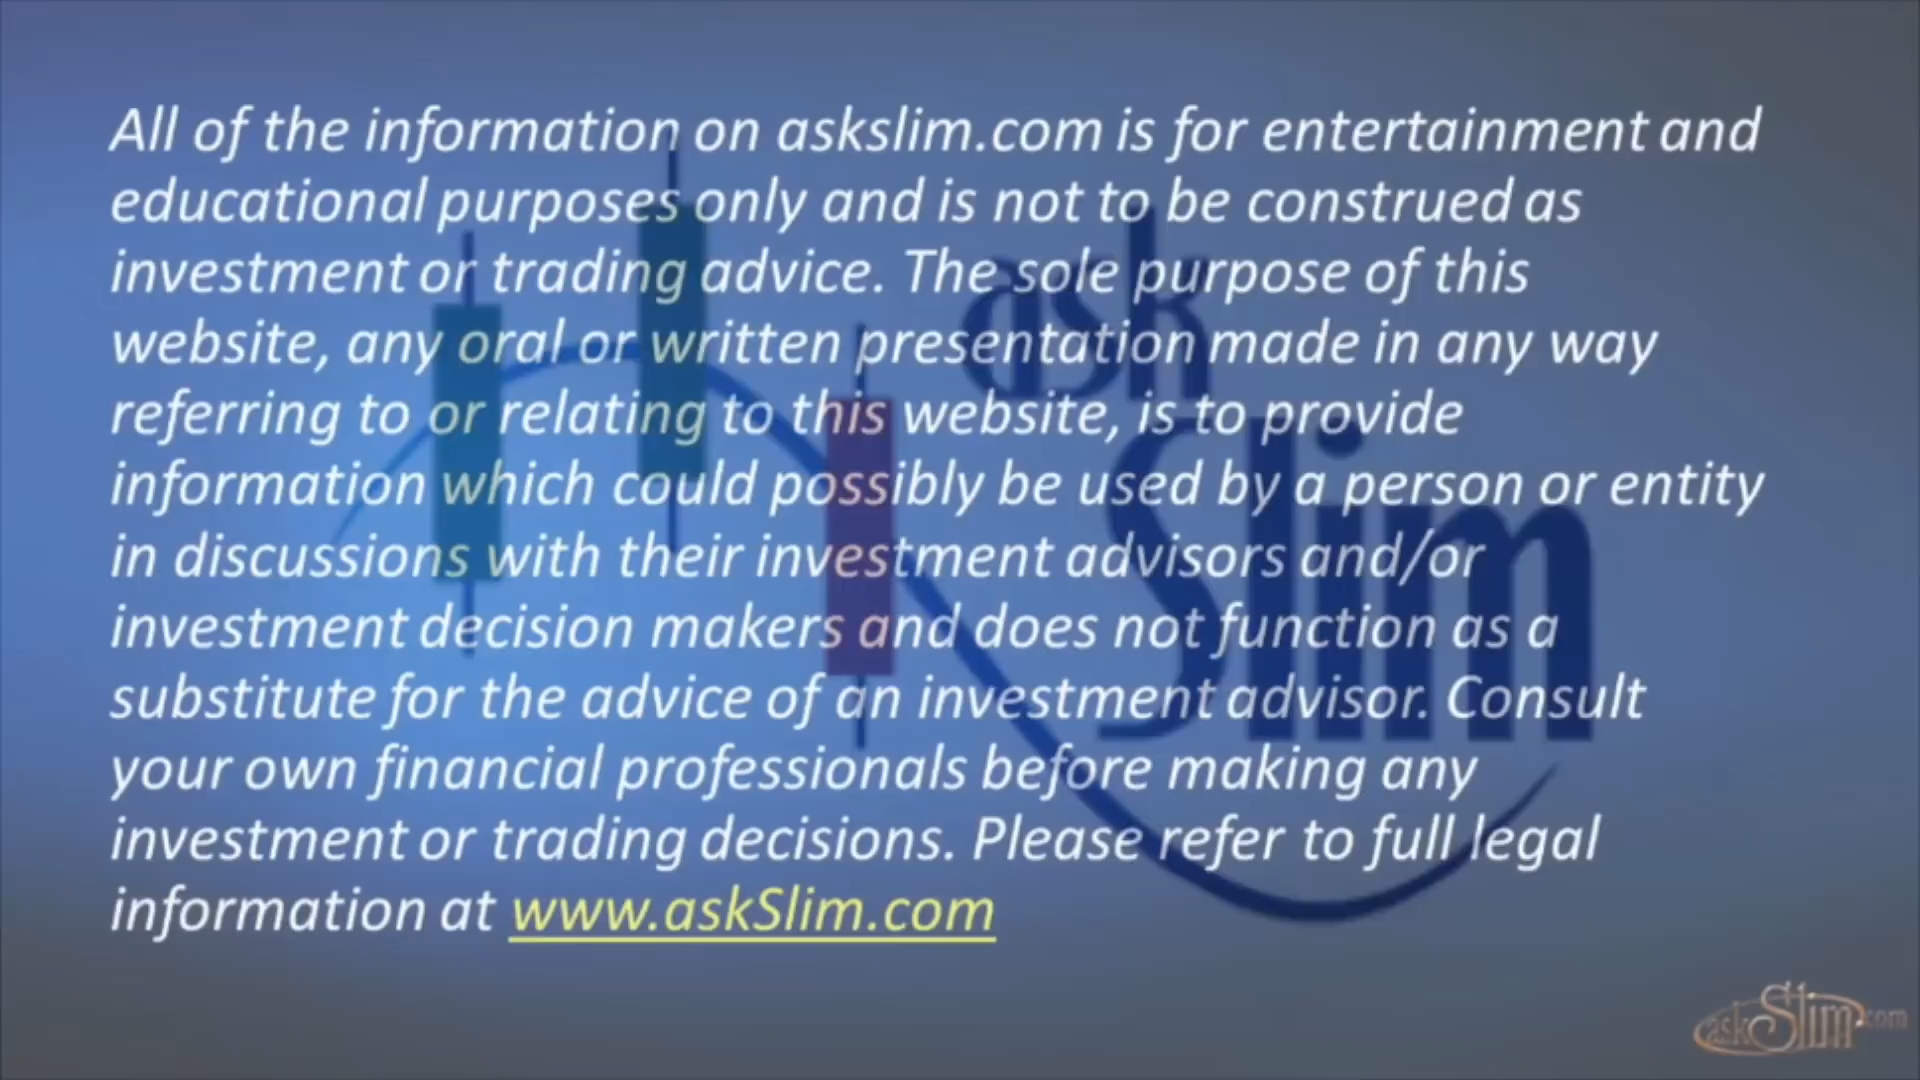 All of the information on askslim.com is for entertainment and
educational purposes only and is not to be construed as
investment or trading advice. The sole purpose of this
website, any oral or written presentation made in any way
referring to or relating to this website, is to provide
information which could possibly be used by a person or entity
in discussions with their investment advisors and/or
investment decision makers and does not function as a
substitute for the advice of an investment advisor. Consult
your own financial professionals before making any
investment or trading decisions. Please refer to full legal
information at www.askSlim.com
ask
Slim
askSlim.com